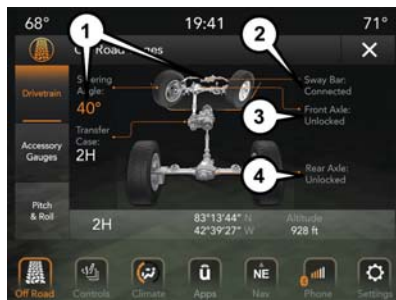 68°
19:41
71°
1
2
Off Road Pages
Steering
Angle:
40°
Sway Bar:
Connected
Drivetrain
Front Axle:
Unlocked
3
Transfer
Case:
2H
Accessory
Gauges
Rear Axle:
Unlocked
4
Pitch
& Roll
2H
83°13'44" N
42°39'27" W
Altitude
928 ft
Off Road
Controls
Climate
Apps
NE
Nav
Phone
Settings